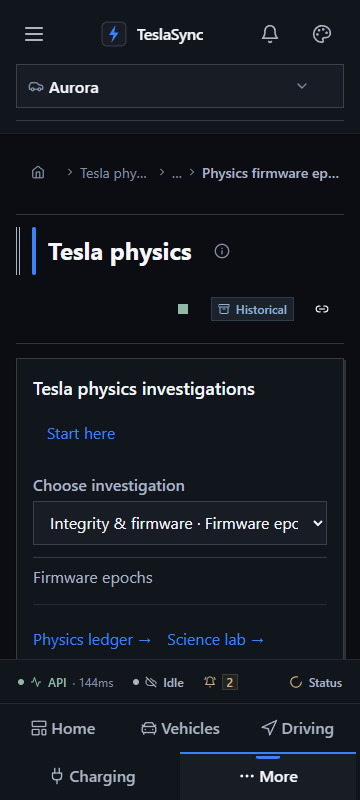 TeslaSync
Aurora
Tesla phy... ... Physics firmware ep...
Tesla physics
Historical
Tesla physics investigations
Start here
Choose investigation
Integrity & firmware · Firmware epo
Firmware epochs
Physics ledger → Science lab →
API · 144ms Idle 2 Status
Home Vehicles Driving
Charging More